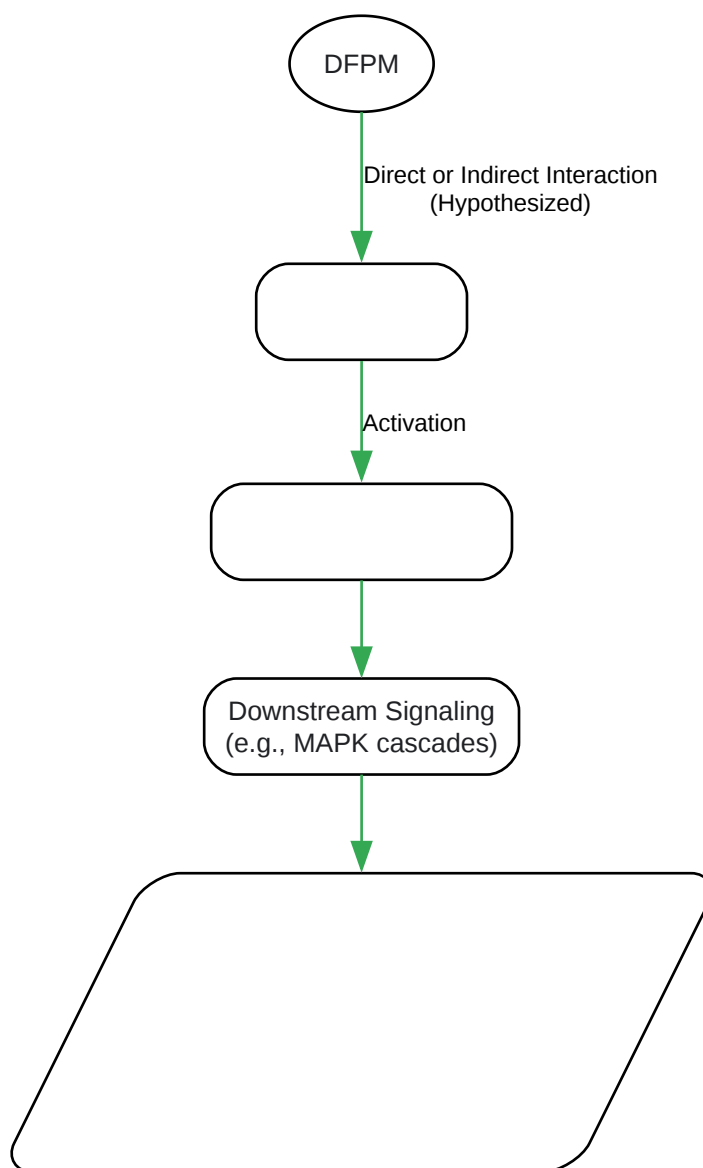 DFPM
Direct or Indirect Interaction
(Hypothesized)
Activation
Downstream Signaling
(e.g., MAPK cascades)